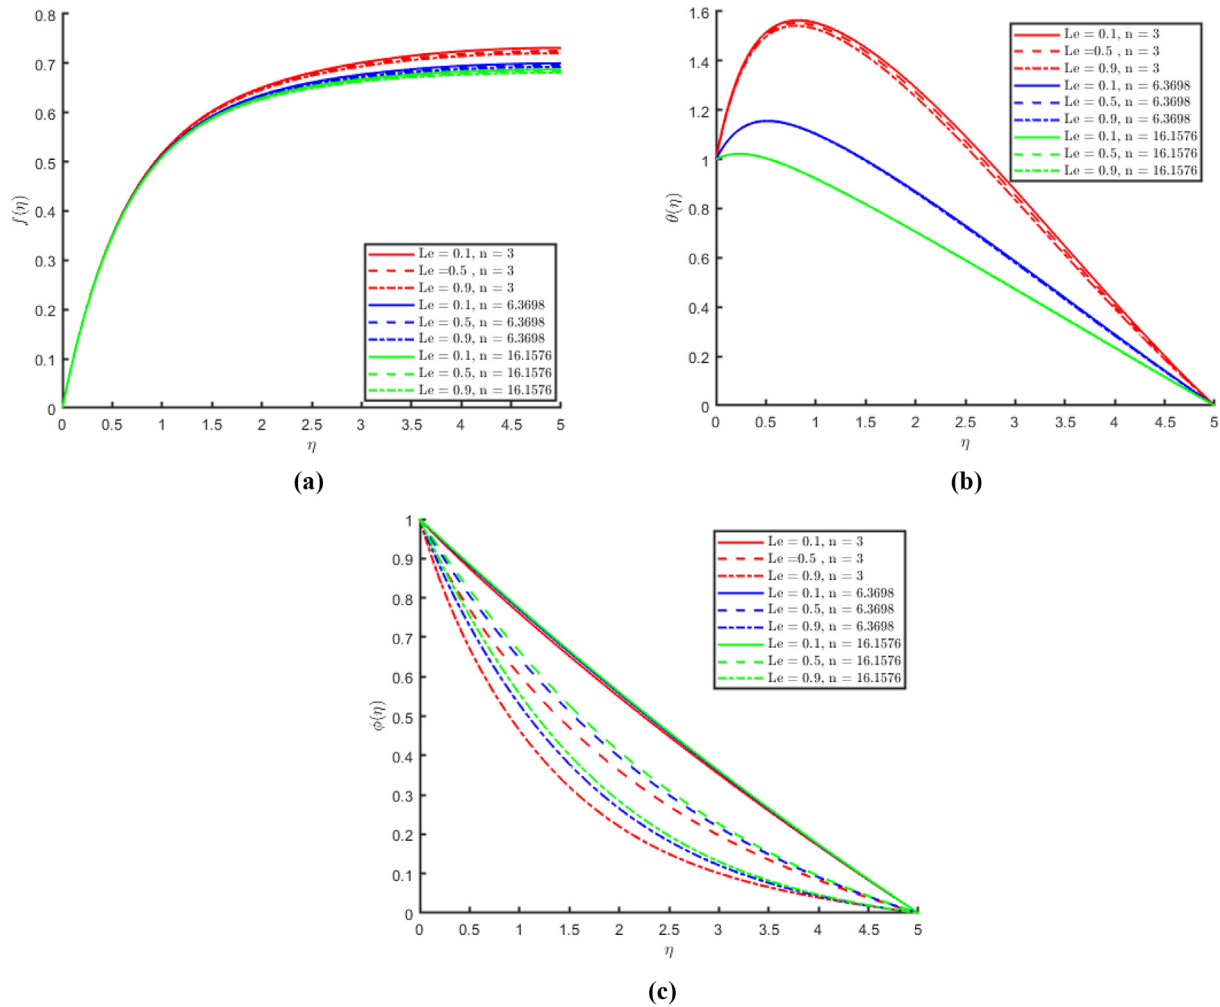 0.8
0.7
0.6
0.5
0.4
0.3
0.2
0.1
0
f(η)
Le = 0.1, n = 3
Le =0.5 , n = 3
Le = 0.9, n = 3
Le = 0.1, n = 6.3698
Le = 0.5, n = 6.3698
Le = 0.9, n = 6.3698
Le = 0.1, n = 16.1576
Le = 0.5, n = 16.1576
Le = 0.9, n = 16.1576
0 0.5 1 1.5 2 2.5 3 3.5 4 4.5 5
η
(a)
1.6
1.4
1.2
1
0.8
0.6
0.4
0.2
0
θ(η)
Le = 0.1, n = 3
Le =0.5 , n = 3
Le = 0.9, n = 3
Le = 0.1, n = 6.3698
Le = 0.5, n = 6.3698
Le = 0.9, n = 6.3698
Le = 0.1, n = 16.1576
Le = 0.5, n = 16.1576
Le = 0.9, n = 16.1576
0 0.5 1 1.5 2 2.5 3 3.5 4 4.5 5
η
(b)
1
0.9
0.8
0.7
0.6
0.5
0.4
0.3
0.2
0.1
0
ϕ(η)
Le = 0.1, n = 3
Le =0.5 , n = 3
Le = 0.9, n = 3
Le = 0.1, n = 6.3698
Le = 0.5, n = 6.3698
Le = 0.9, n = 6.3698
Le = 0.1, n = 16.1576
Le = 0.5, n = 16.1576
Le = 0.9, n = 16.1576
0 0.5 1 1.5 2 2.5 3 3.5 4 4.5 5
η
(c)